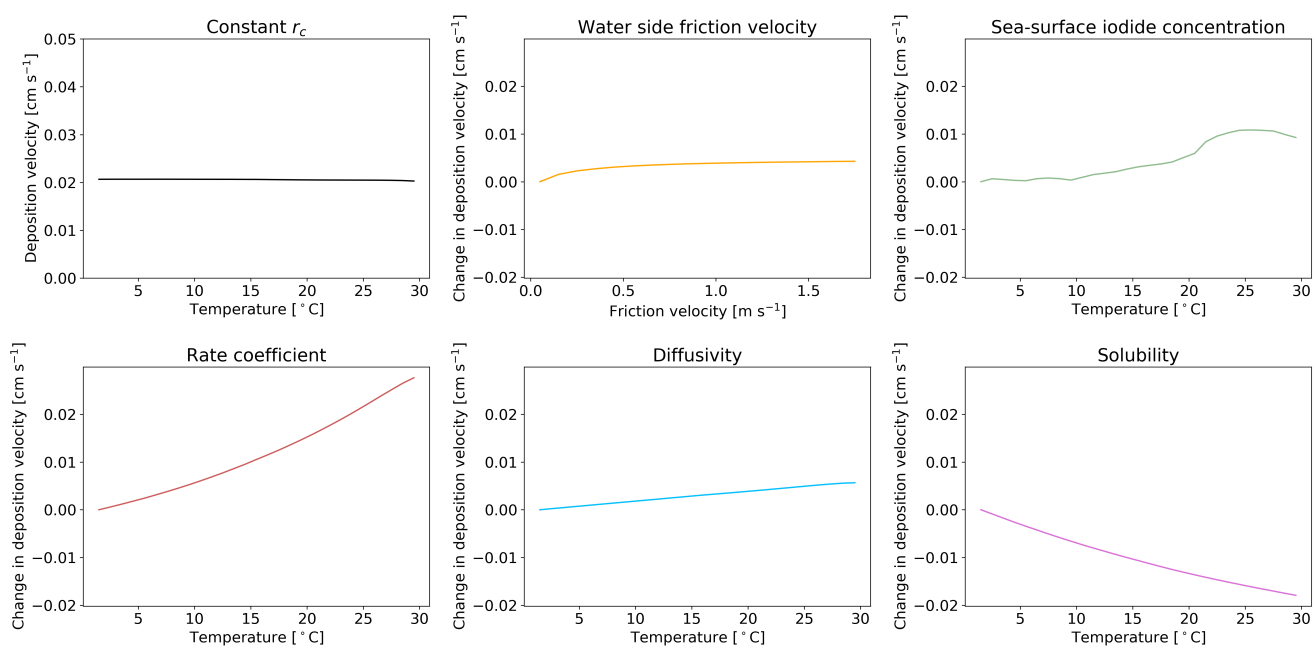 Constant r_c
Deposition velocity [cm s⁻¹]
0.05
0.04
0.03
0.02
0.01
0.00
5 10 15 20 25 30
Temperature [°C]
Water side friction velocity
Change in deposition velocity [cm s⁻¹]
0.02
0.01
0.00
−0.01
−0.02
0.0 0.5 1.0 1.5
Friction velocity [m s⁻¹]
Sea-surface iodide concentration
Change in deposition velocity [cm s⁻¹]
0.02
0.01
0.00
−0.01
−0.02
5 10 15 20 25 30
Temperature [°C]
Rate coefficient
Change in deposition velocity [cm s⁻¹]
0.02
0.01
0.00
−0.01
−0.02
5 10 15 20 25 30
Temperature [°C]
Diffusivity
Change in deposition velocity [cm s⁻¹]
0.02
0.01
0.00
−0.01
−0.02
5 10 15 20 25 30
Temperature [°C]
Solubility
Change in deposition velocity [cm s⁻¹]
0.02
0.01
0.00
−0.01
−0.02
5 10 15 20 25 30
Temperature [°C]